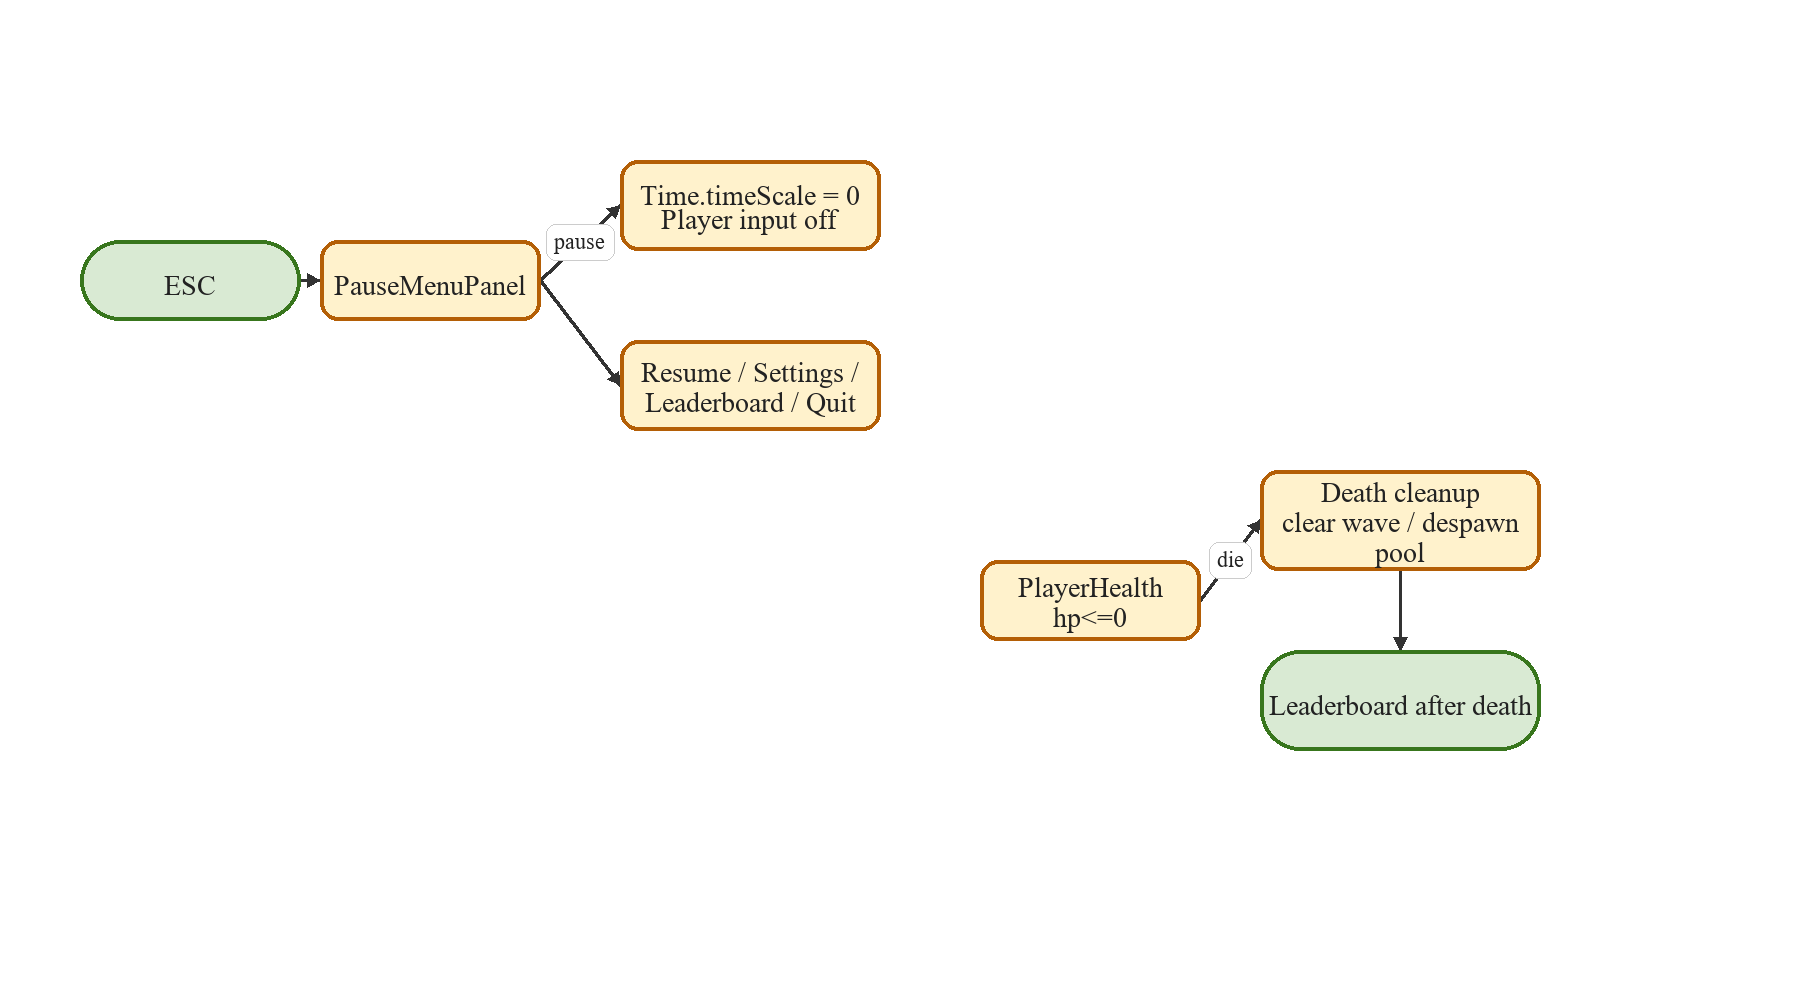 Time.timeScale = 0
Player input off
pause
ESC
PauseMenuPanel
Resume / Settings /
Leaderboard / Quit
Death cleanup
clear wave / despawn
pool
die
PlayerHealth
hp<=0
Leaderboard after death